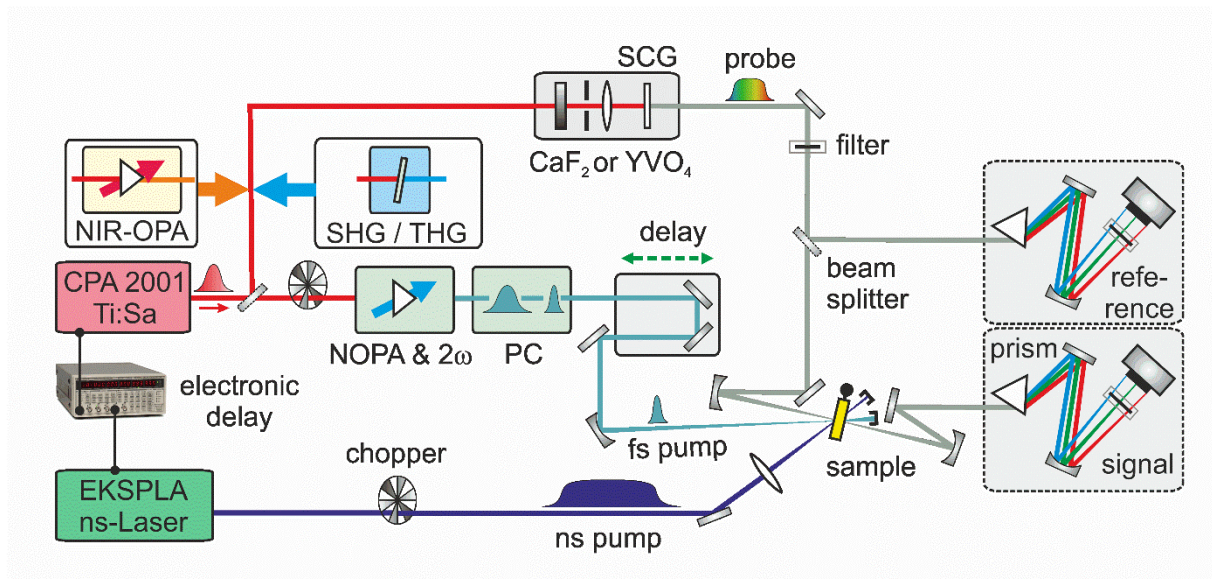 SCG
probe
CaF₂ or YVO₄
filter
NIR-OPA
SHG / THG
delay
beam
splitter
refe-
rence
CPA 2001
Ti:Sa
NOPA & 2ω
PC
electronic
delay
prism
signal
fs pump
sample
chopper
EKSPLA
ns-Laser
ns pump